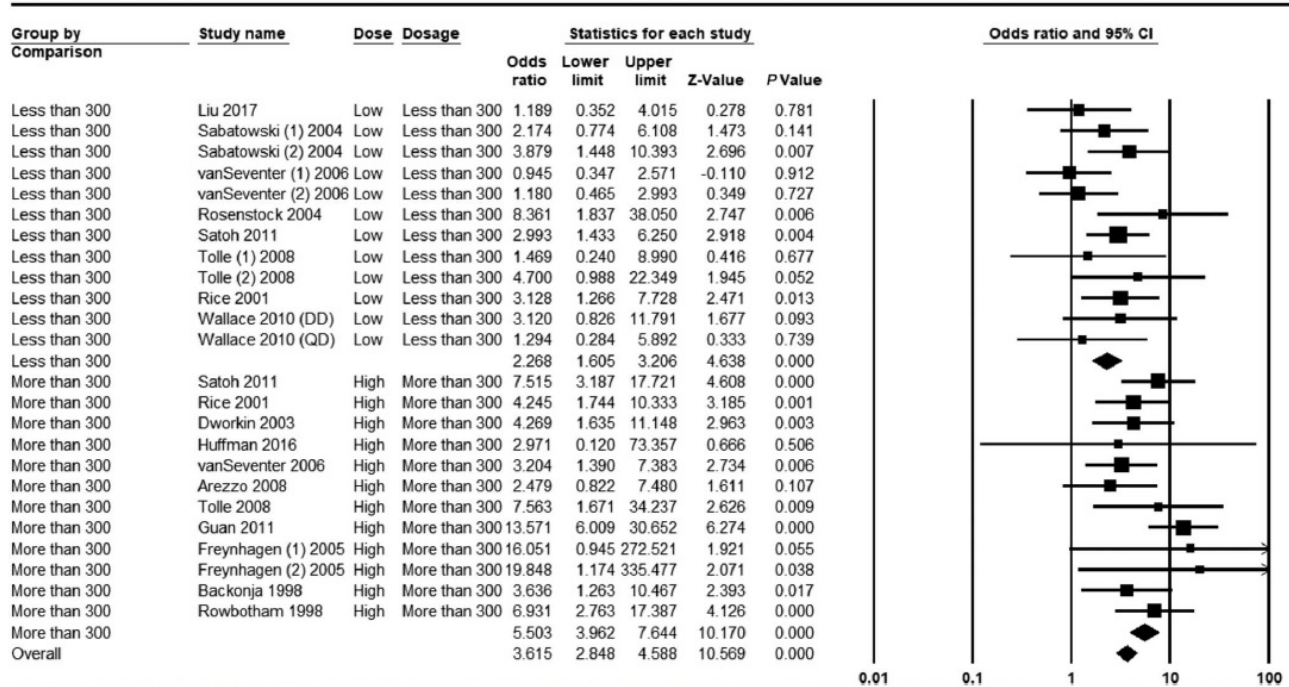 Group by Study name Dose Dosage Statistics for each study Odds ratio and 95% CI
Comparison
Odds Lower Upper
ratio limit limit Z-Value P Value
Less than 300 Liu 2017 Low Less than 300 1.189 0.352 4.015 0.278 0.781
Less than 300 Sabatowski (1) 2004 Low Less than 300 2.174 0.774 6.108 1.473 0.141
Less than 300 Sabatowski (2) 2004 Low Less than 300 3.879 1.448 10.393 2.696 0.007
Less than 300 vanSeventer (1) 2006 Low Less than 300 0.945 0.347 2.571 -0.110 0.912
Less than 300 vanSeventer (2) 2006 Low Less than 300 1.180 0.465 2.993 0.349 0.727
Less than 300 Rosenstock 2004 Low Less than 300 8.361 1.837 38.050 2.747 0.006
Less than 300 Satoh 2011 Low Less than 300 2.993 1.433 6.250 2.918 0.004
Less than 300 Tolle (1) 2008 Low Less than 300 1.469 0.240 8.990 0.416 0.677
Less than 300 Tolle (2) 2008 Low Less than 300 4.700 0.988 22.349 1.945 0.052
Less than 300 Rice 2001 Low Less than 300 3.128 1.266 7.728 2.471 0.013
Less than 300 Wallace 2010 (DD) Low Less than 300 3.120 0.826 11.791 1.677 0.093
Less than 300 Wallace 2010 (QD) Low Less than 300 1.294 0.284 5.892 0.333 0.739
Less than 300 2.268 1.605 3.206 4.638 0.000
More than 300 Satoh 2011 High More than 300 7.515 3.187 17.721 4.608 0.000
More than 300 Rice 2001 High More than 300 4.245 1.744 10.333 3.185 0.001
More than 300 Dworkin 2003 High More than 300 4.269 1.635 11.148 2.963 0.003
More than 300 Huffman 2016 High More than 300 2.971 0.120 73.357 0.666 0.506
More than 300 vanSeventer 2006 High More than 300 3.204 1.390 7.383 2.734 0.006
More than 300 Arezzo 2008 High More than 300 2.479 0.822 7.480 1.611 0.107
More than 300 Tolle 2008 High More than 300 7.563 1.671 34.237 2.626 0.009
More than 300 Guan 2011 High More than 300 13.571 6.009 30.652 6.274 0.000
More than 300 Freynhagen (1) 2005 High More than 300 16.051 0.945 272.521 1.921 0.055
More than 300 Freynhagen (2) 2005 High More than 300 19.848 1.174 335.477 2.071 0.038
More than 300 Backonja 1998 High More than 300 3.636 1.263 10.467 2.393 0.017
More than 300 Rowbotham 1998 High More than 300 6.931 2.763 17.387 4.126 0.000
More than 300 5.503 3.962 7.644 10.170 0.000
Overall 3.615 2.848 4.588 10.569 0.000
0.01 0.1 1 10 100